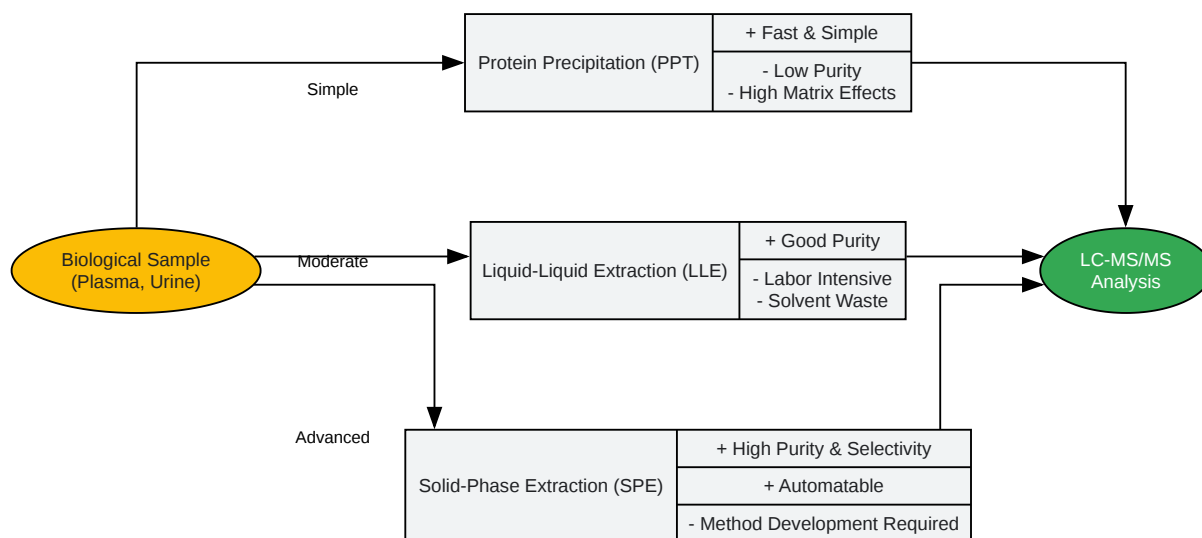 + Fast & Simple
Protein Precipitation (PPT)
- Low Purity
- High Matrix Effects
Simple
Biological Sample
(Plasma, Urine)
Moderate
Liquid-Liquid Extraction (LLE)
+ Good Purity
- Labor Intensive
- Solvent Waste
LC-MS/MS
Analysis
Advanced
Solid-Phase Extraction (SPE)
+ High Purity & Selectivity
+ Automatable
- Method Development Required